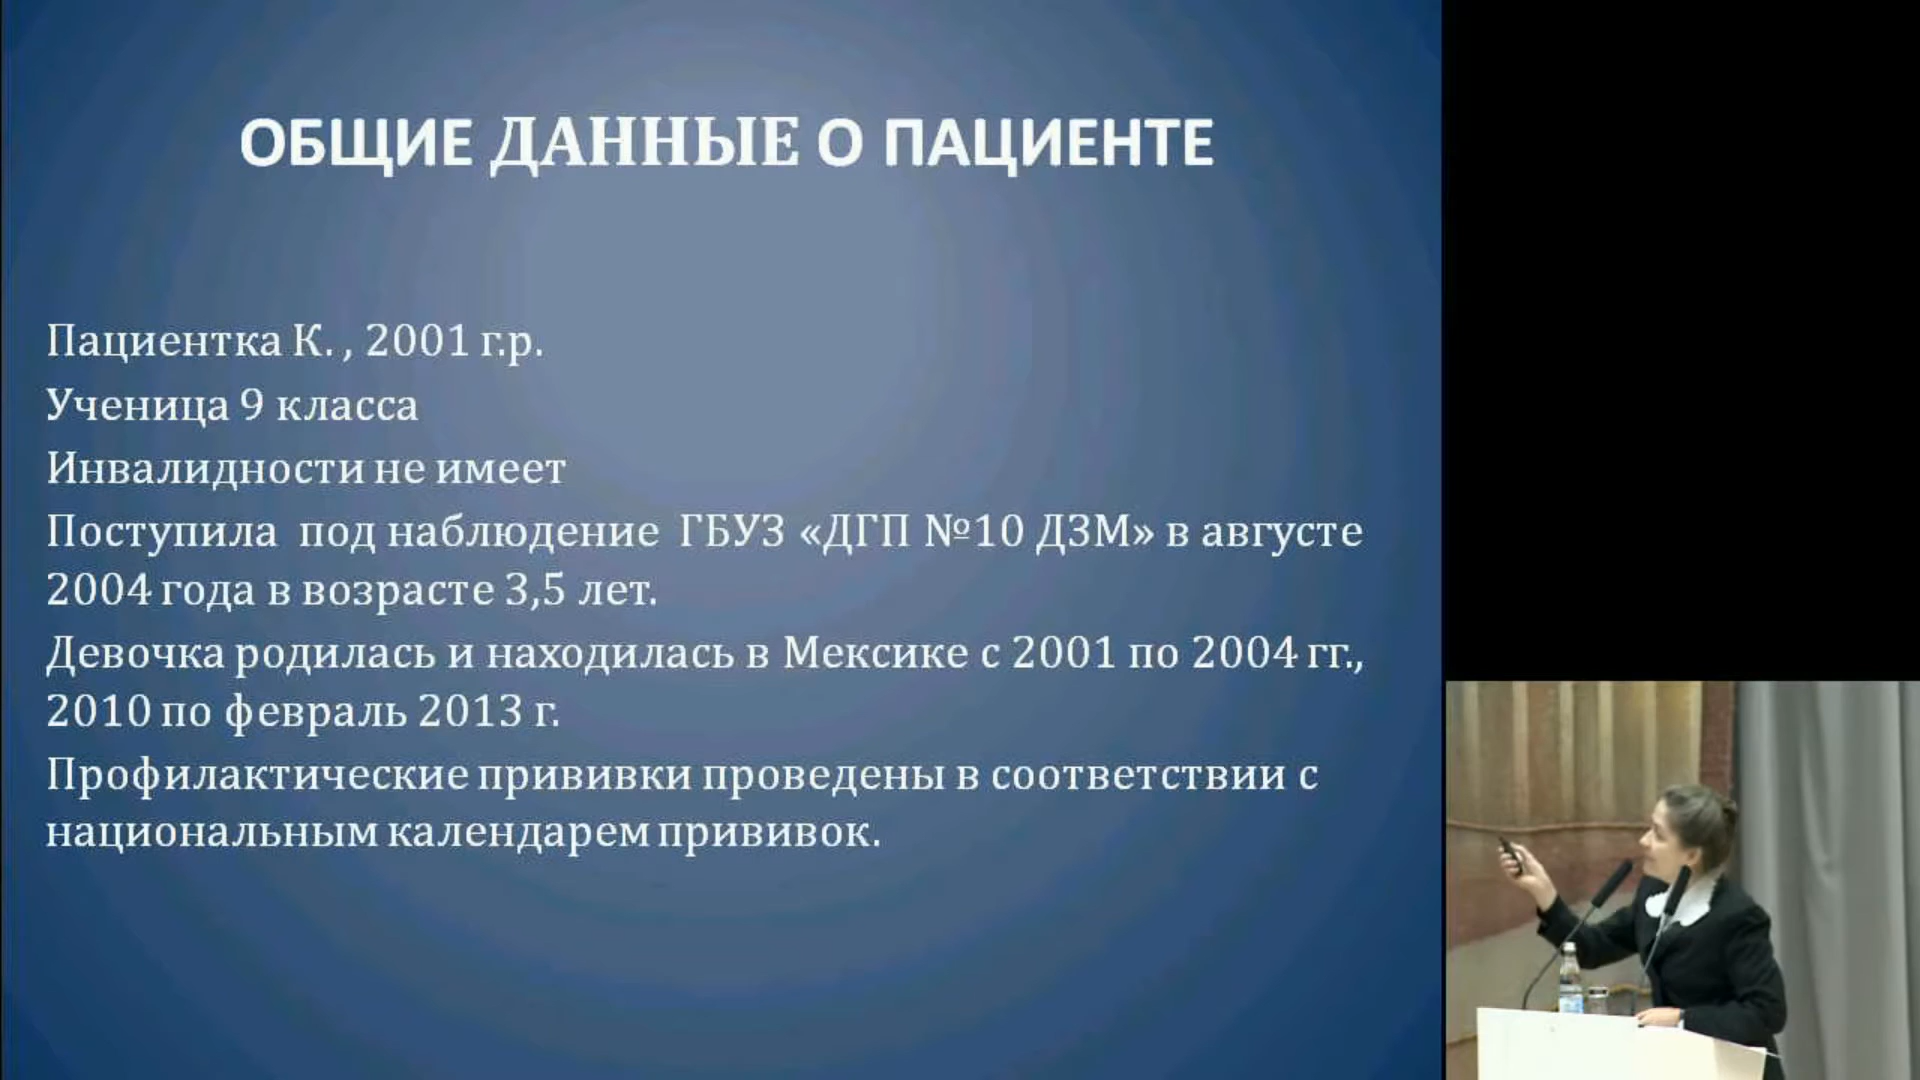 ОБЩИЕ ДАННЫЕ О ПАЦИЕНТЕ
Пациентка К. , 2001 г.р.
Ученица 9 класса
Инвалидности не имеет
Поступила под наблюдение ГБУЗ «ДГП №10 ДЗМ» в августе
2004 года в возрасте 3,5 лет.
Девочка родилась и находилась в Мексике с 2001 по 2004 гг.,
2010 по февраль 2013 г.
Профилактические прививки проведены в соответствии с
национальным календарем прививок.